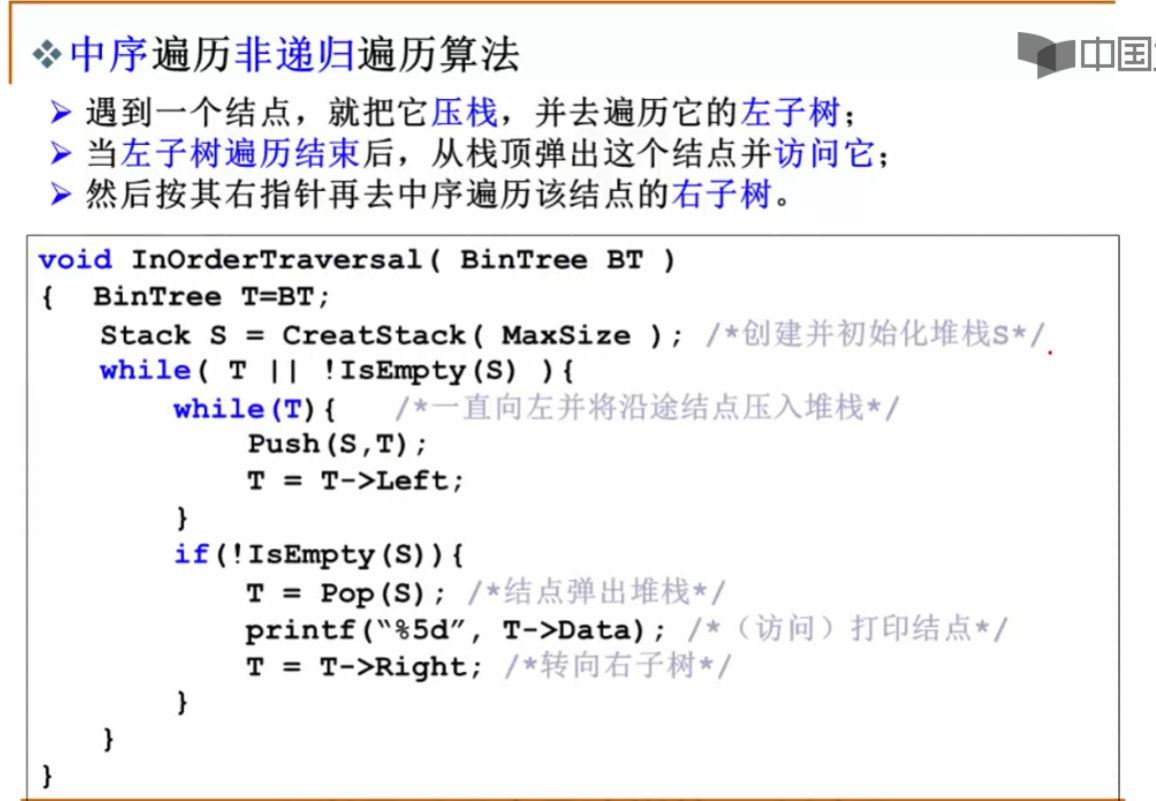 中国
❖中序遍历非递归遍历算法
➢ 遇到一个结点，就把它压栈，并去遍历它的左子树；
➢ 当左子树遍历结束后，从栈顶弹出这个结点并访问它；
➢ 然后按其右指针再去中序遍历该结点的右子树。
void InOrderTraversal( BinTree BT )
{  BinTree T=BT;
Stack S = CreatStack( MaxSize ); /*创建并初始化堆栈S*/
while( T || !IsEmpty(S) ){
while(T){ /*一直向左并将沿途结点压入堆栈*/
Push(S,T);
T = T->Left;
}
if(!IsEmpty(S)){
T = Pop(S); /*结点弹出堆栈*/
printf(“%5d”, T->Data); /*（访问）打印结点*/
T = T->Right; /*转向右子树*/
}
}
}